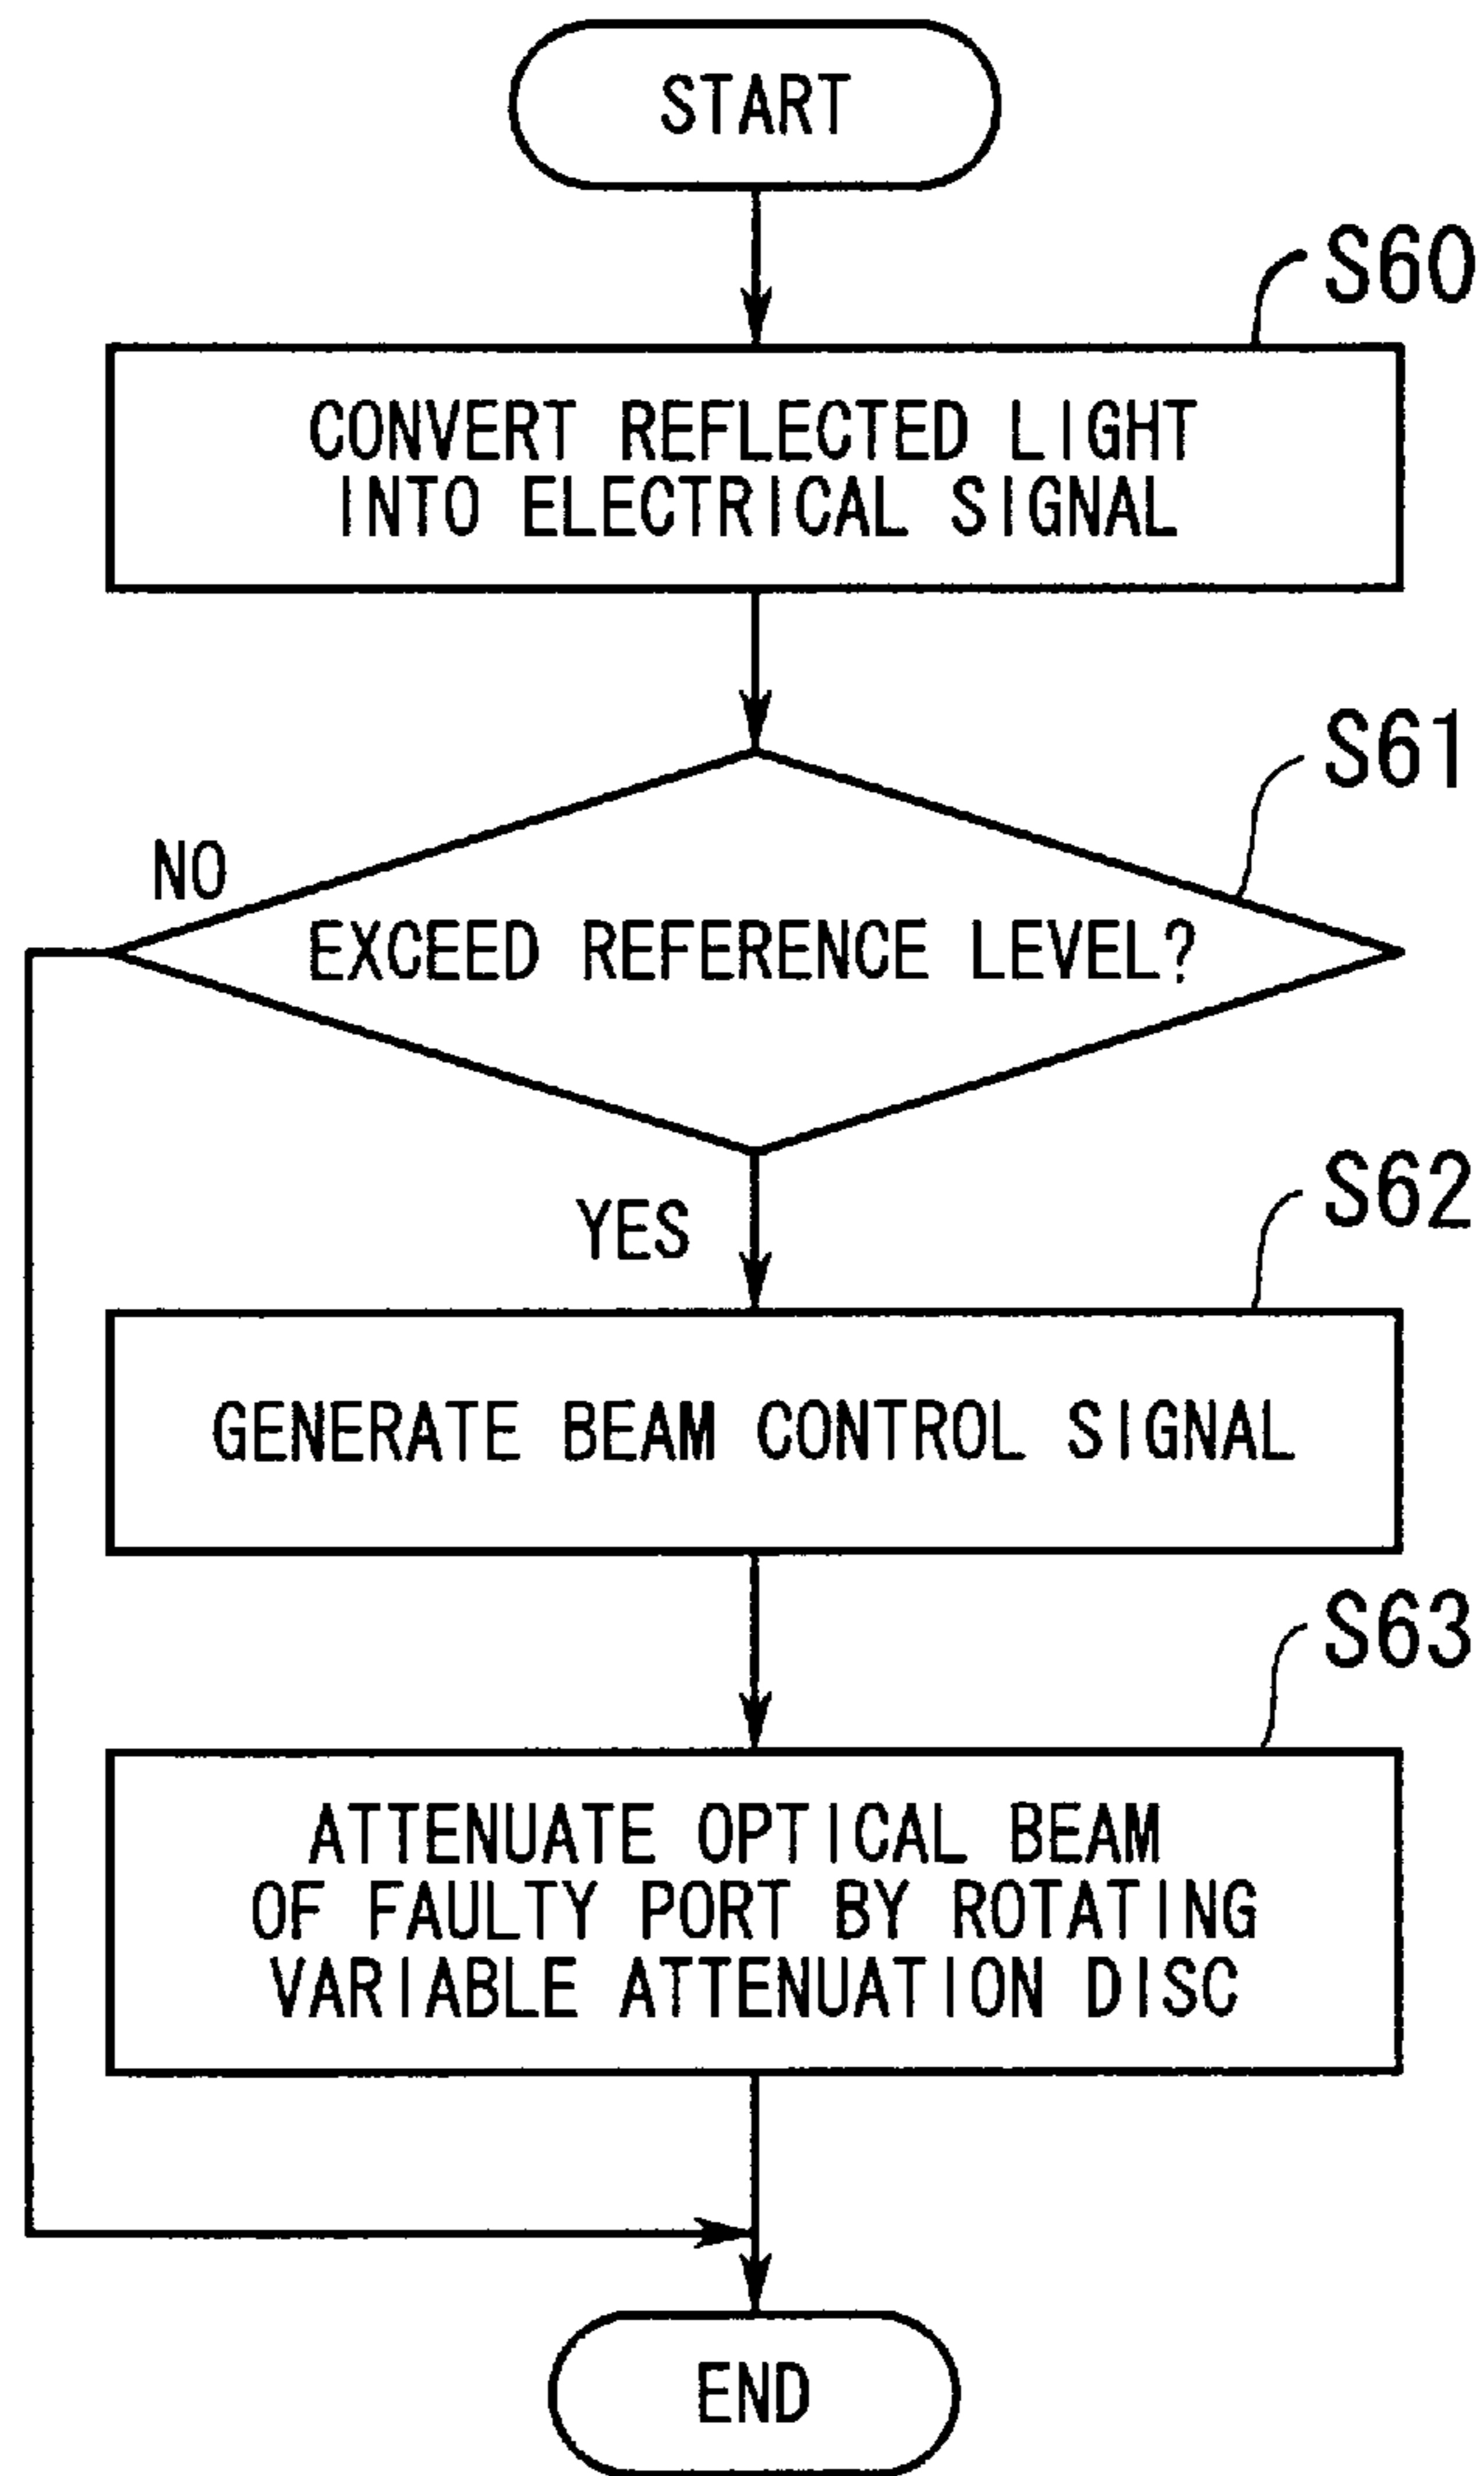 START
S60
CONVERT REFLECTED LIGHT
INTO ELECTRICAL SIGNAL
S61
NO
EXCEED REFERENCE LEVEL?
YES
S62
GENERATE BEAM CONTROL SIGNAL
S63
ATTENUATE OPTICAL BEAM
OF FAULTY PORT BY ROTATING
VARIABLE ATTENUATION DISC
END